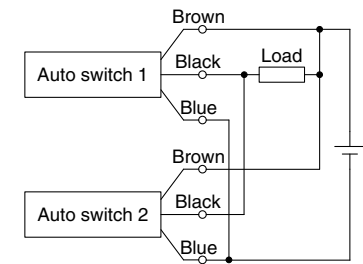 Brown
Auto switch 1
Black
Load
Blue
Brown
Auto switch 2
Black
Blue